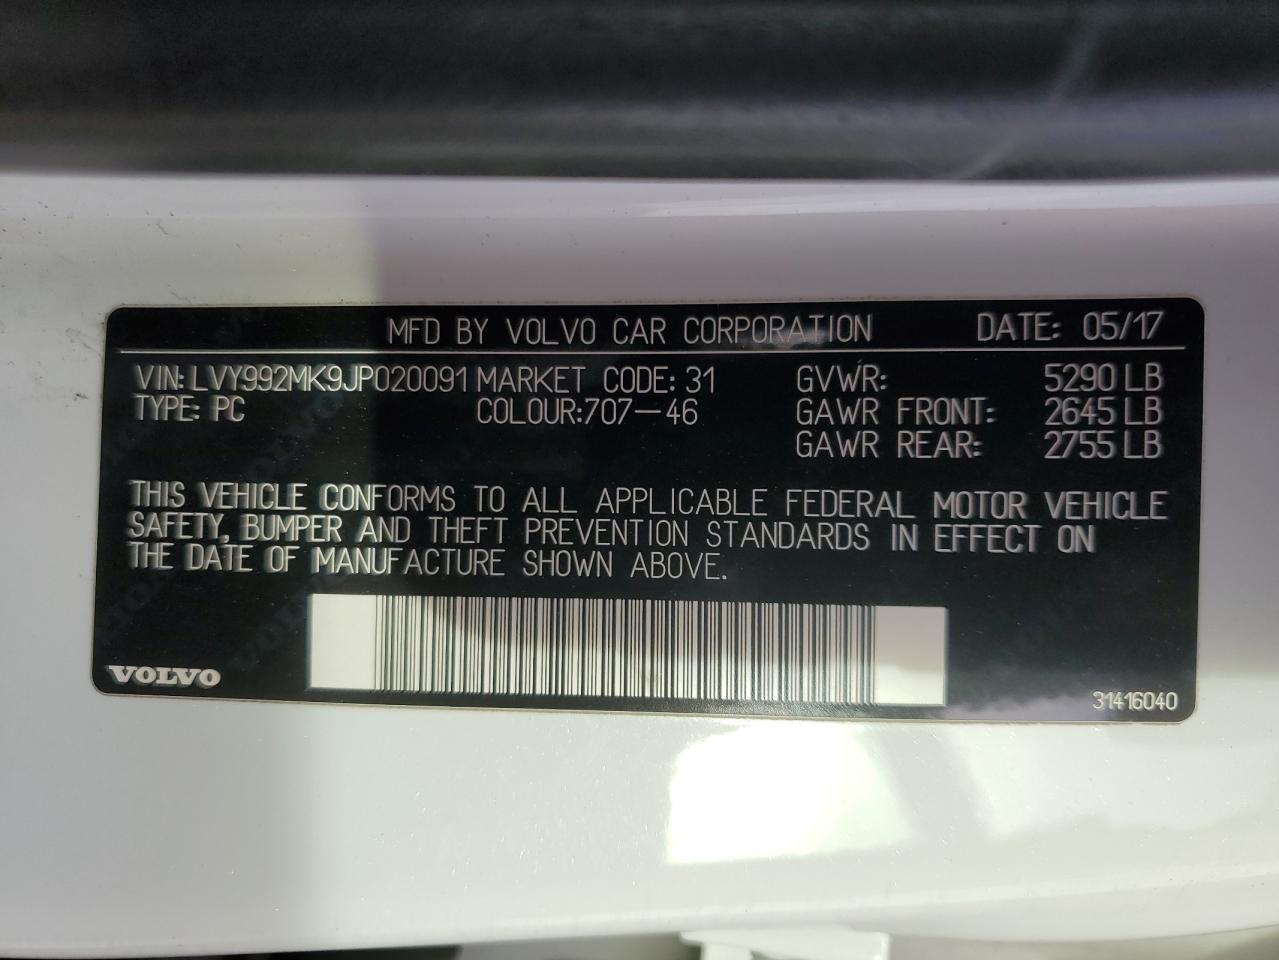 MFD BY VOLVO CAR CORPORATION DATE: 05/17
VIN: LVY992MK9JP020091 MARKET CODE: 31 GVWR: 5290 LB
TYPE: PC COLOUR:707-46 GAWR FRONT: 2645 LB
GAWR REAR: 2755 LB
THIS VEHICLE CONFORMS TO ALL APPLICABLE FEDERAL MOTOR VEHICLE
SAFETY, BUMPER AND THEFT PREVENTION STANDARDS IN EFFECT ON
THE DATE OF MANUFACTURE SHOWN ABOVE.
VOLVO
31416040